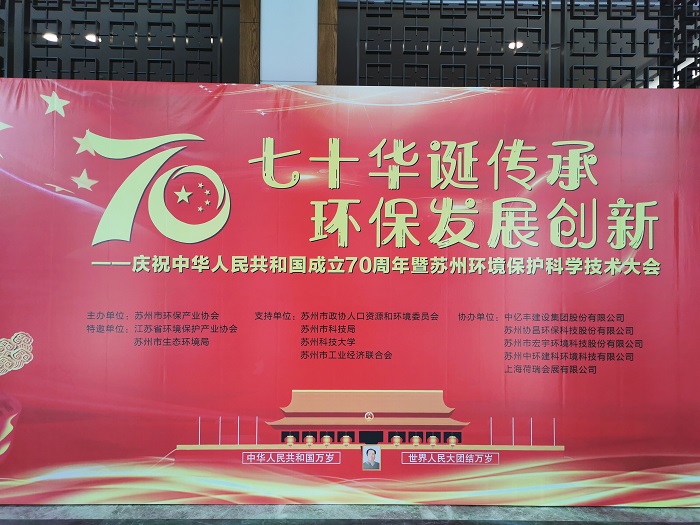 70
七十华诞传承
环保发展创新
——庆祝中华人民共和国成立70周年暨苏州环境保护科学技术大会
主办单位：苏州市环保产业协会
特邀单位：江苏省环境保护产业协会
苏州市生态环境局
支持单位：苏州市政协人口资源和环境委员会
苏州市科技局
苏州科技大学
苏州市工业经济联合会
协办单位：中亿丰建设集团股份有限公司
苏州协昌环保科技股份有限公司
苏州市宏宇环境科技股份有限公司
苏州中环建科环境科技有限公司
上海荷瑞会展有限公司
中华人民共和国万岁
世界人民大团结万岁